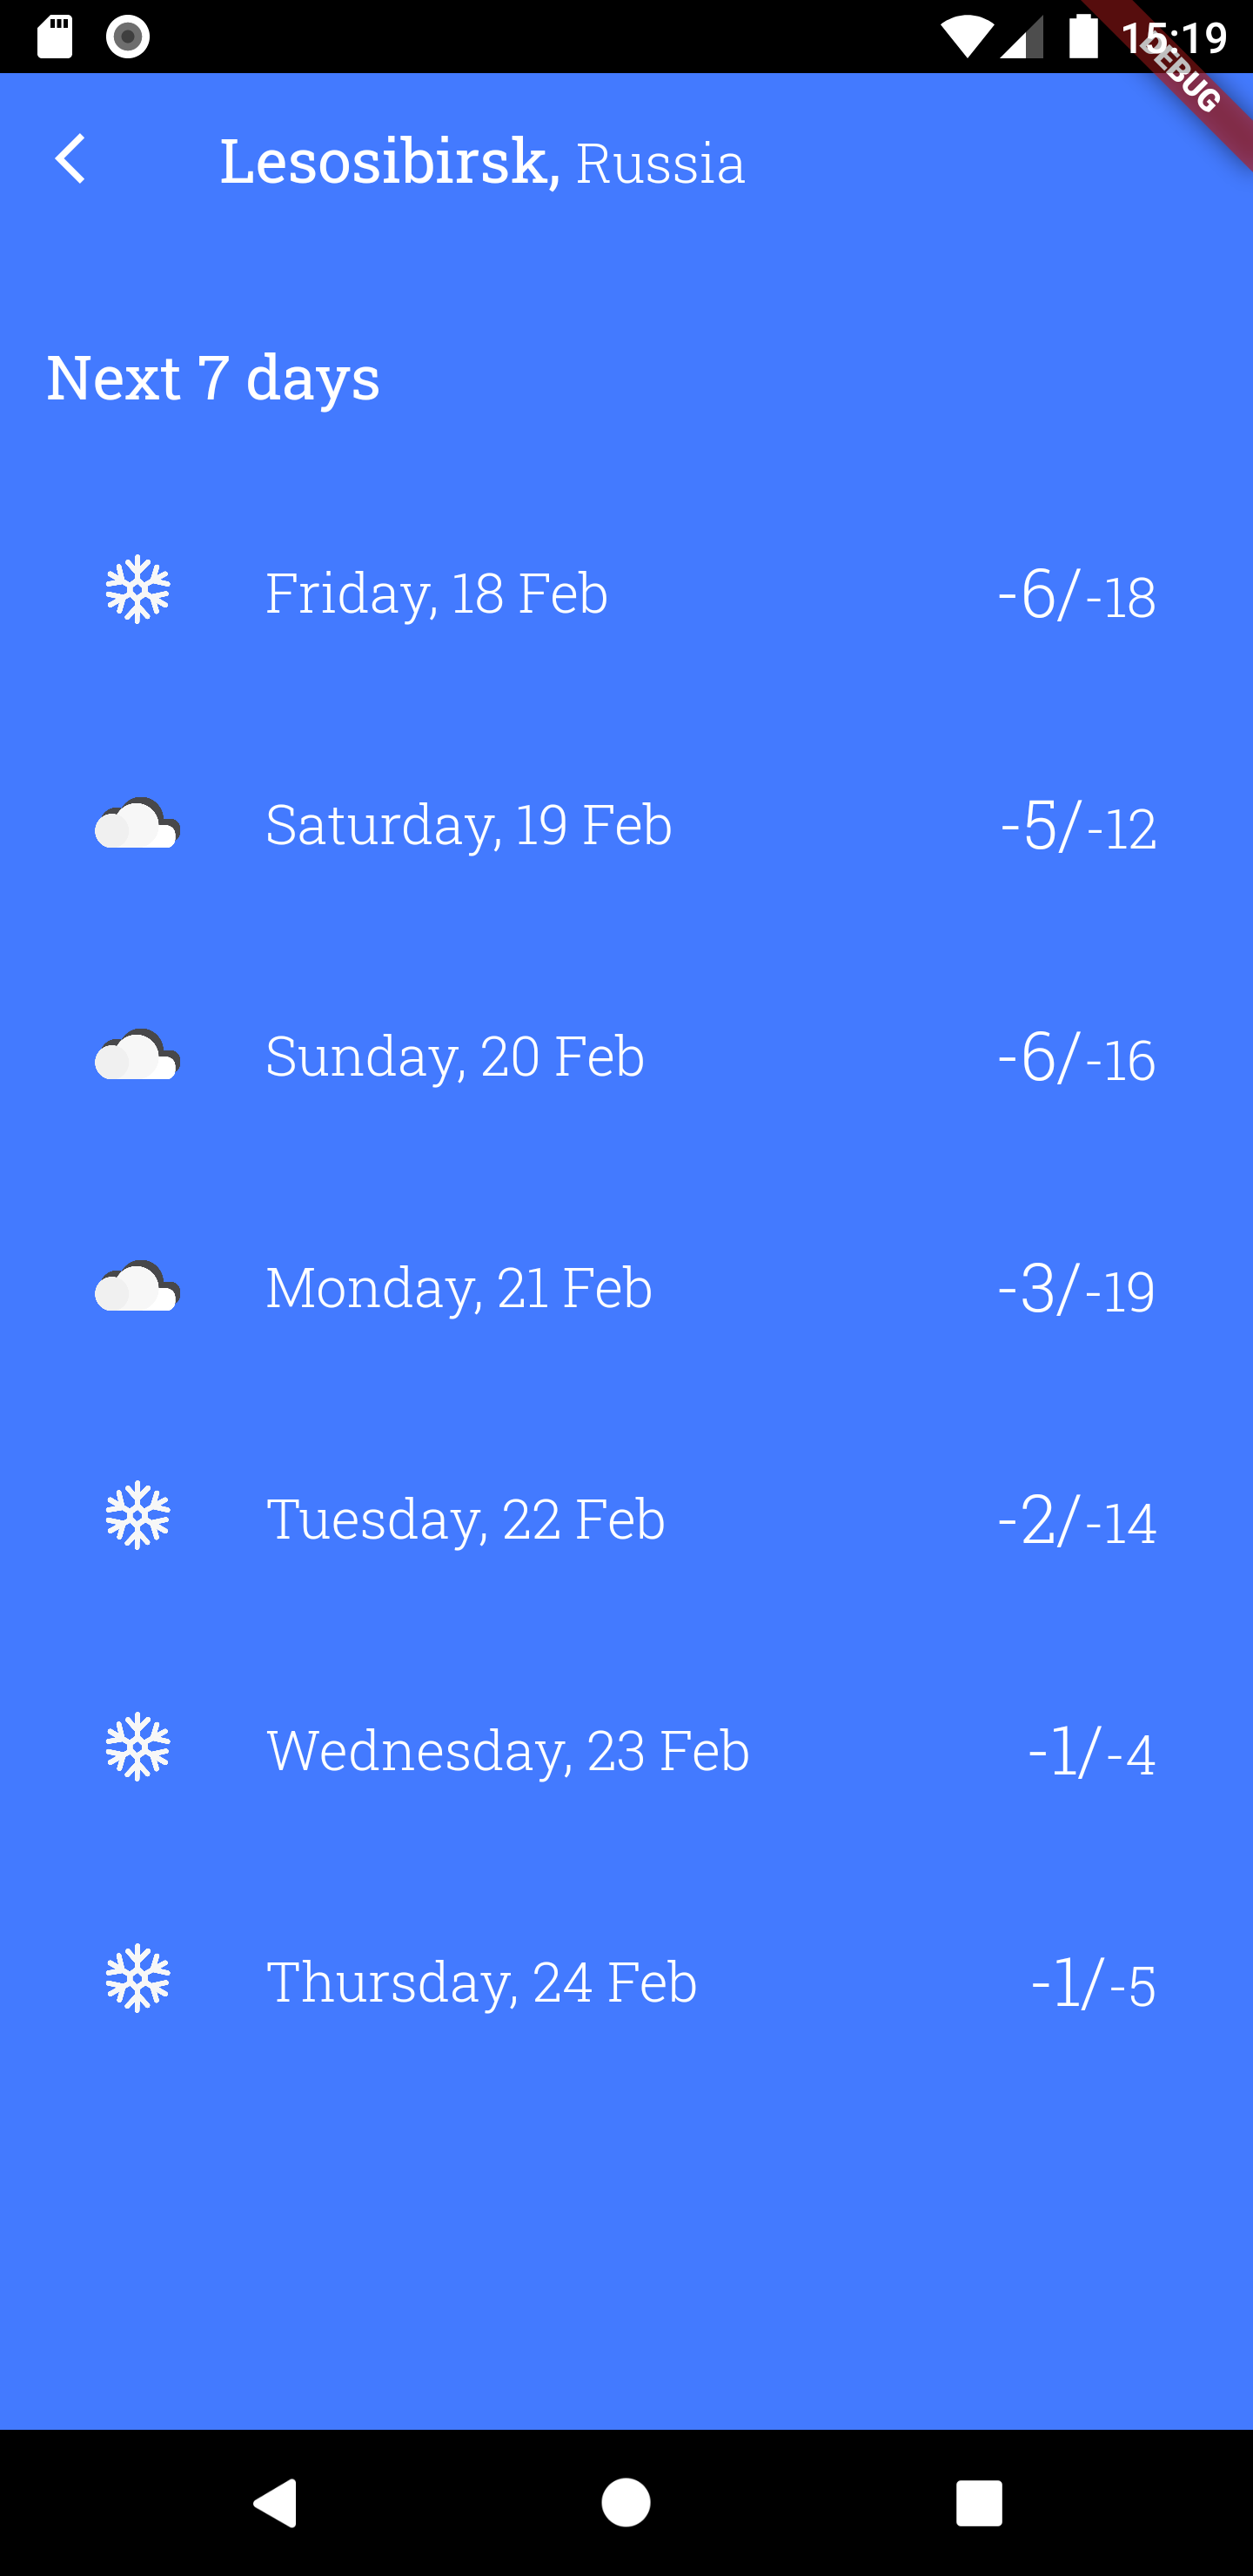 15:19
DEBUG
Lesosibirsk, Russia
Next 7 days
Friday, 18 Feb -6/-18
Saturday, 19 Feb -5/-12
Sunday, 20 Feb -6/-16
Monday, 21 Feb -3/-19
Tuesday, 22 Feb -2/-14
Wednesday, 23 Feb -1/-4
Thursday, 24 Feb -1/-5